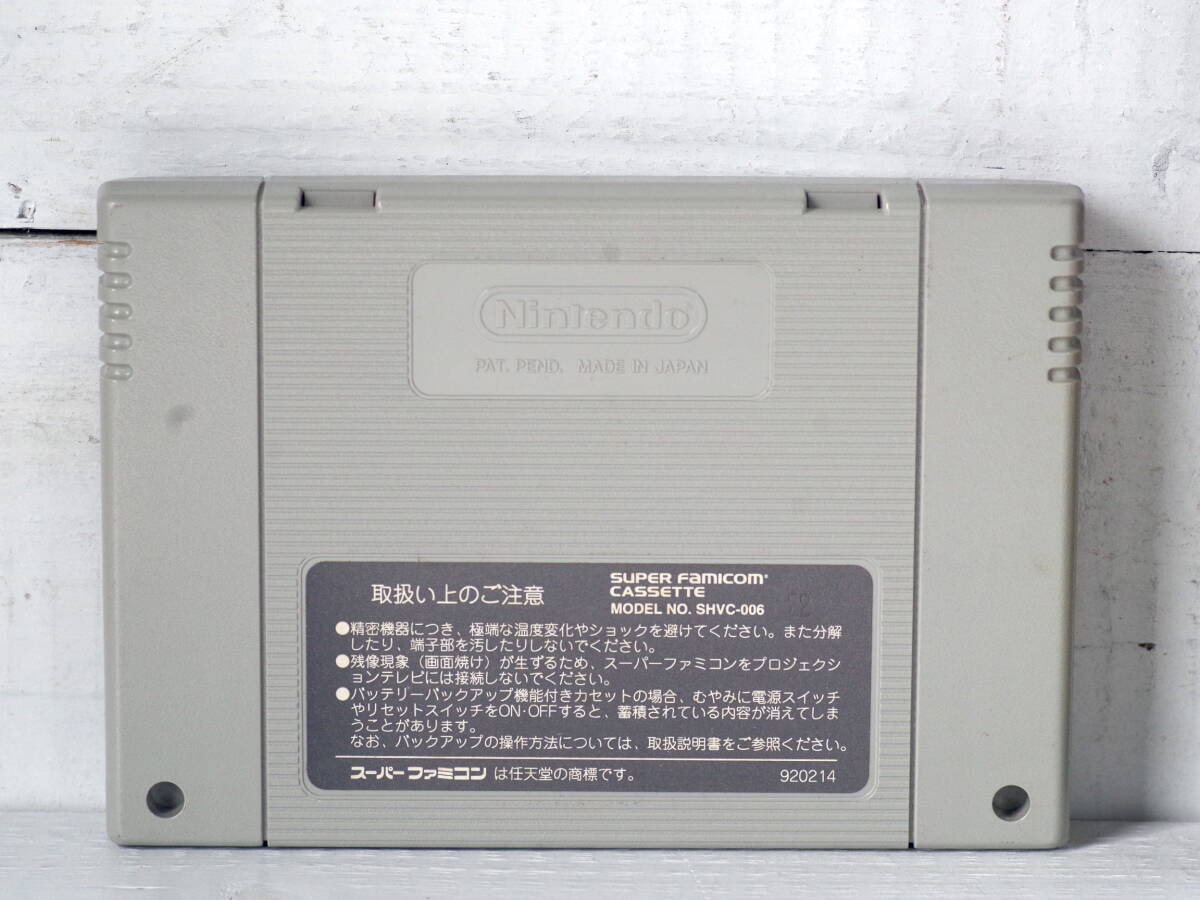 Nintendo®
PAT. PEND. MADE IN JAPAN
取扱い上のご注意
SUPER FAMICOM®
CASSETTE
MODEL NO. SHVC-006
●精密機器につき、極端な温度変化やショックを避けてください。また分解
したり、端子部を汚したりしないでください。
●残像現象（画面焼け）が生ずるため、スーパーファミコンをプロジェクシ
ョンテレビには接続しないでください。
●バッテリーバックアップ機能付きカセットの場合、むやみに電源スイッチ
やリセットスイッチをON・OFFすると、蓄積されている内容が消えてしま
うことがあります。
なお、バックアップの操作方法については、取扱説明書をご参照ください。
スーパーファミコン は任天堂の商標です。
920214